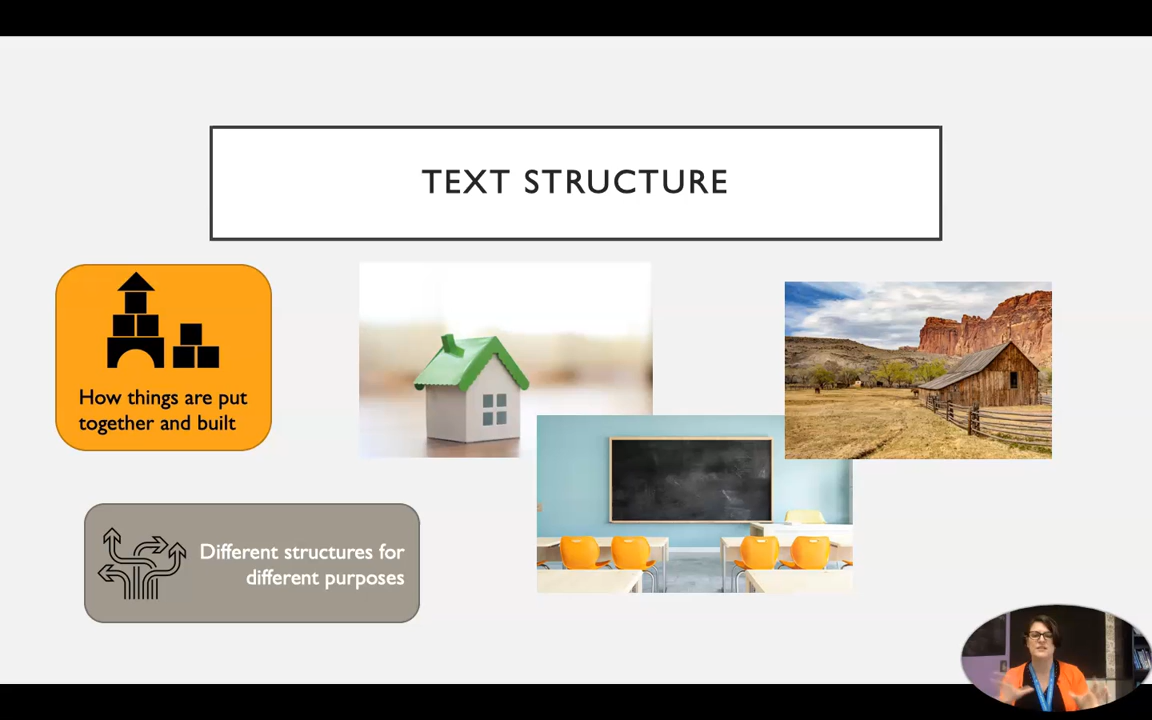 TEXT STRUCTURE
How things are put
together and built
Different structures for
different purposes